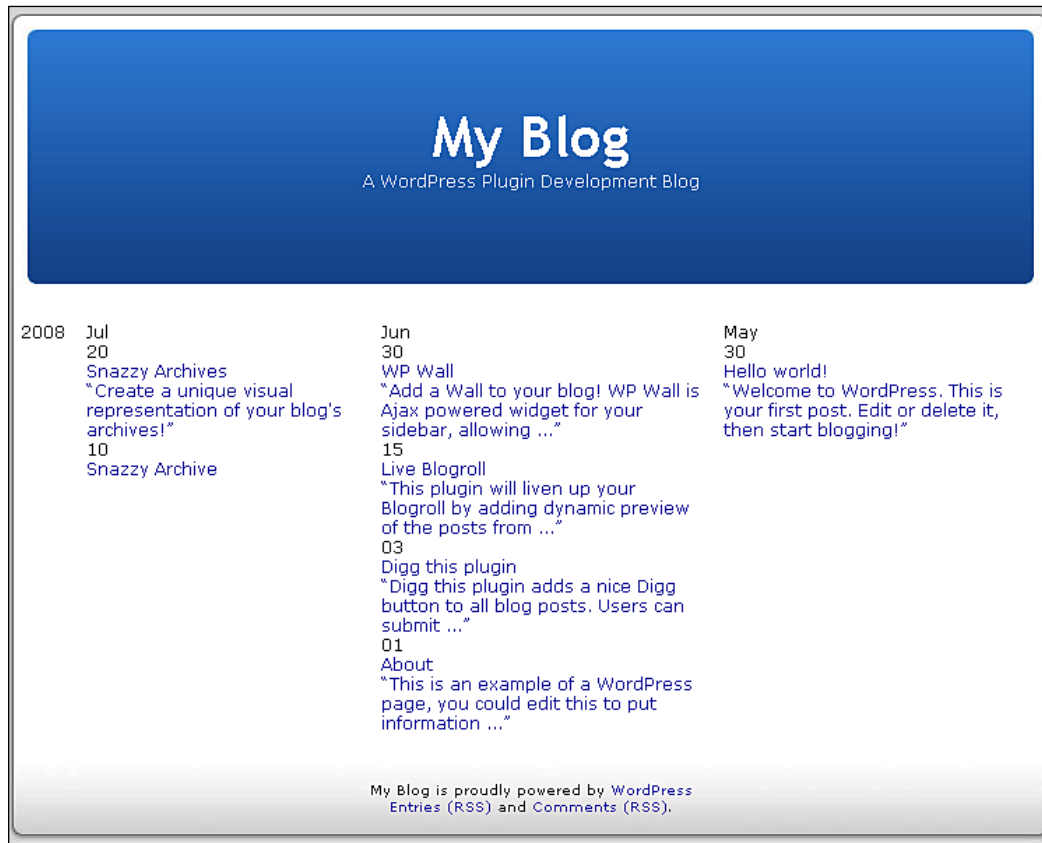 My Blog
A WordPress Plugin Development Blog
2008
Jul
20
Snazzy Archives
“Create a unique visual
representation of your blog's
archives!”
10
Snazzy Archive
Jun
30
WP Wall
“Add a Wall to your blog! WP Wall is
Ajax powered widget for your
sidebar, allowing ...”
15
Live Blogroll
“This plugin will liven up your
Blogroll by adding dynamic preview
of the posts from ...”
03
Digg this plugin
“Digg this plugin adds a nice Digg
button to all blog posts. Users can
submit ...”
01
About
“This is an example of a WordPress
page, you could edit this to put
information ...”
May
30
Hello world!
“Welcome to WordPress. This is
your first post. Edit or delete it,
then start blogging!”
My Blog is proudly powered by WordPress
Entries (RSS) and Comments (RSS).